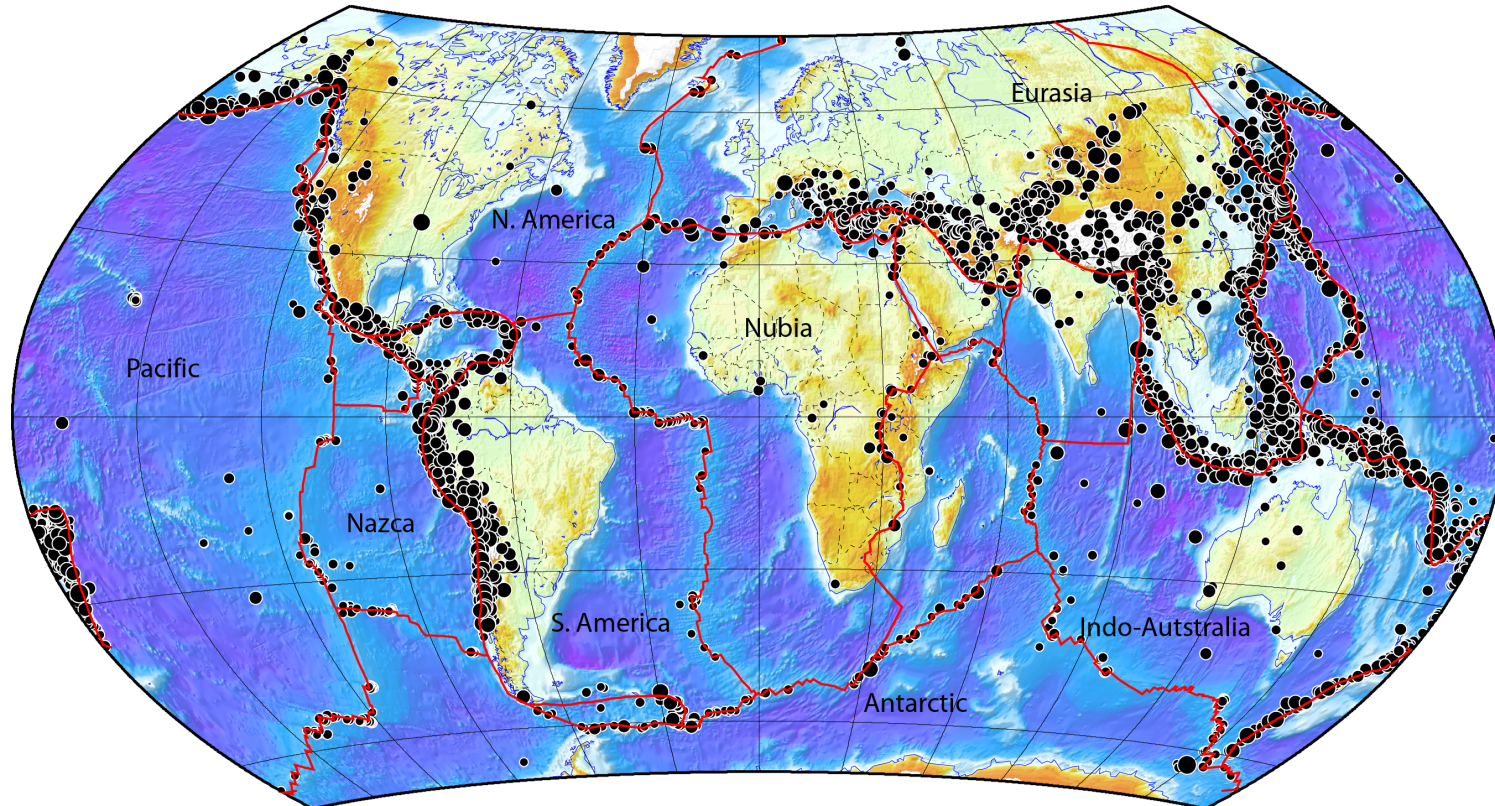 Eurasia
N. America
Nubia
Pacific
Nazca
S. America
Indo-Autstralia
Antarctic